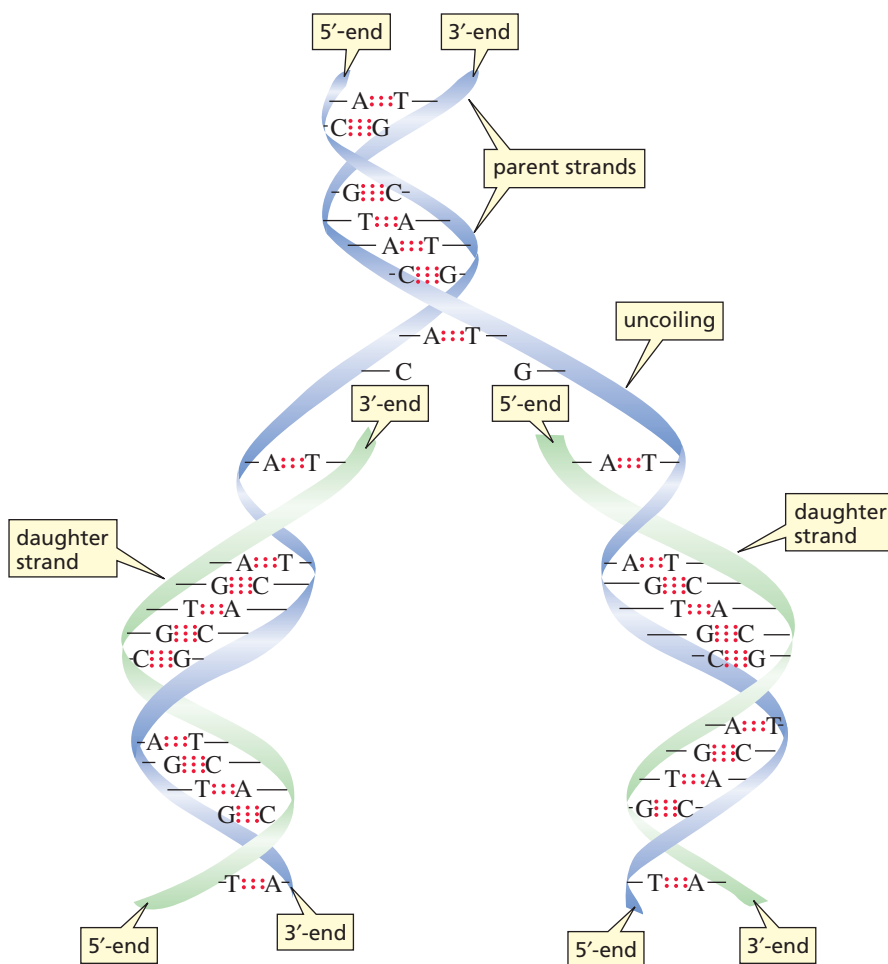 5′-end 3′-end
A T
C G
parent strands
G C
T A
A T
C G
uncoiling
A T
C G
3′-end 5′-end
A T A T
daughter
strand
daughter
strand
A T A T
G C G C
T A T A
G C G C
C G C G
A T A T
G C G C
T A T A
G C G C
T A T A
5′-end 3′-end 5′-end 3′-end